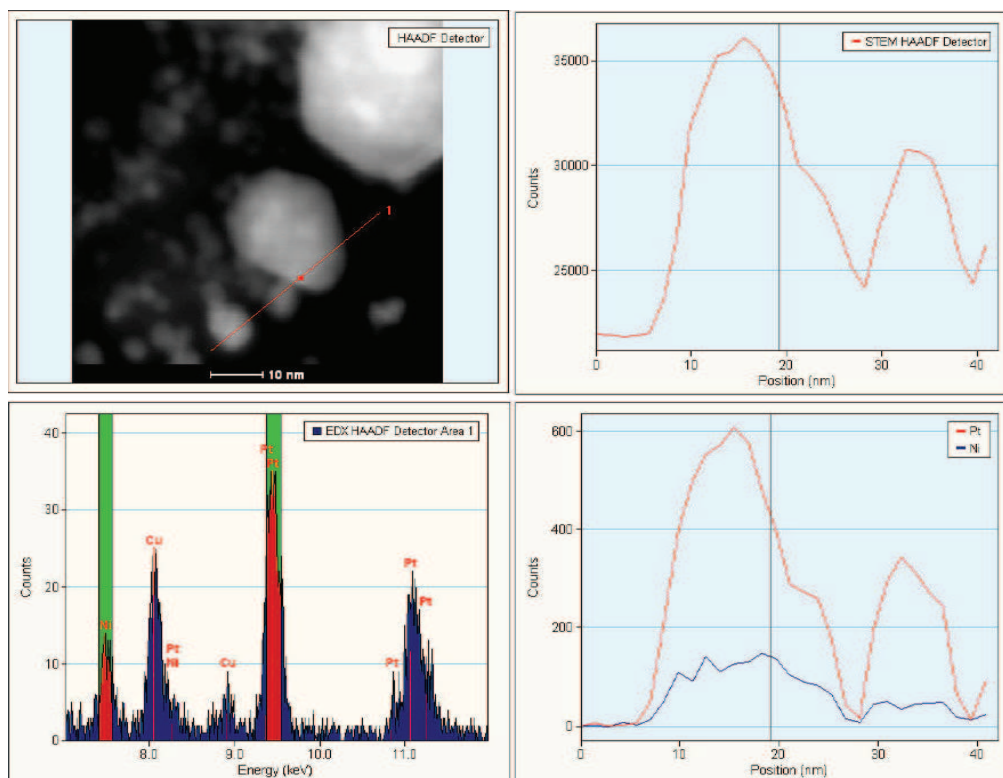 HAADF Detector
1
10 nm
STEM HAADF Detector
35000
30000
25000
Counts
0 10 20 30 40
Position (nm)
EDX HAADF Detector Area 1
40
30
20
10
0
Counts
Ni
Cu
Pt
Ni
Cu
Pt
Pt
Pt
Pt
Pt
8.0 9.0 10.0 11.0
Energy (keV)
Pt
Ni
600
400
200
0
Counts
0 10 20 30 40
Position (nm)